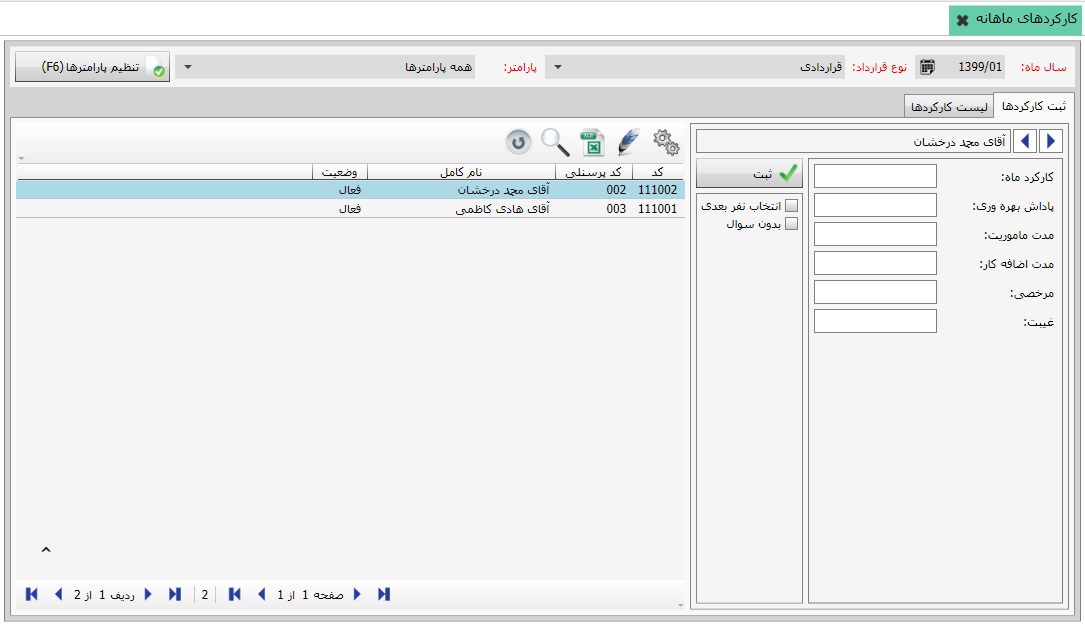 کارکردهای ماهانه
سال ماه: 1399/01 نوع قرارداد: قراردادی پارامتر: همه پارامترها تنظیم پارامترها (F6)
ثبت کارکردها لیست کارکردها
آقای محمد درخشان
کارکرد ماه:
پاداش بهره وری:
مدت ماموریت:
مدت اضافه کار:
مرخصی:
غیبت:
ثبت
انتخاب نفر بعدی
بدون سوال
کد کد پرسنلی نام کامل وضعیت
111002 002 آقای محمد درخشان فعال
111001 003 آقای هادی کاظمی فعال
صفحه 1 از 1 2 ردیف 1 از 2